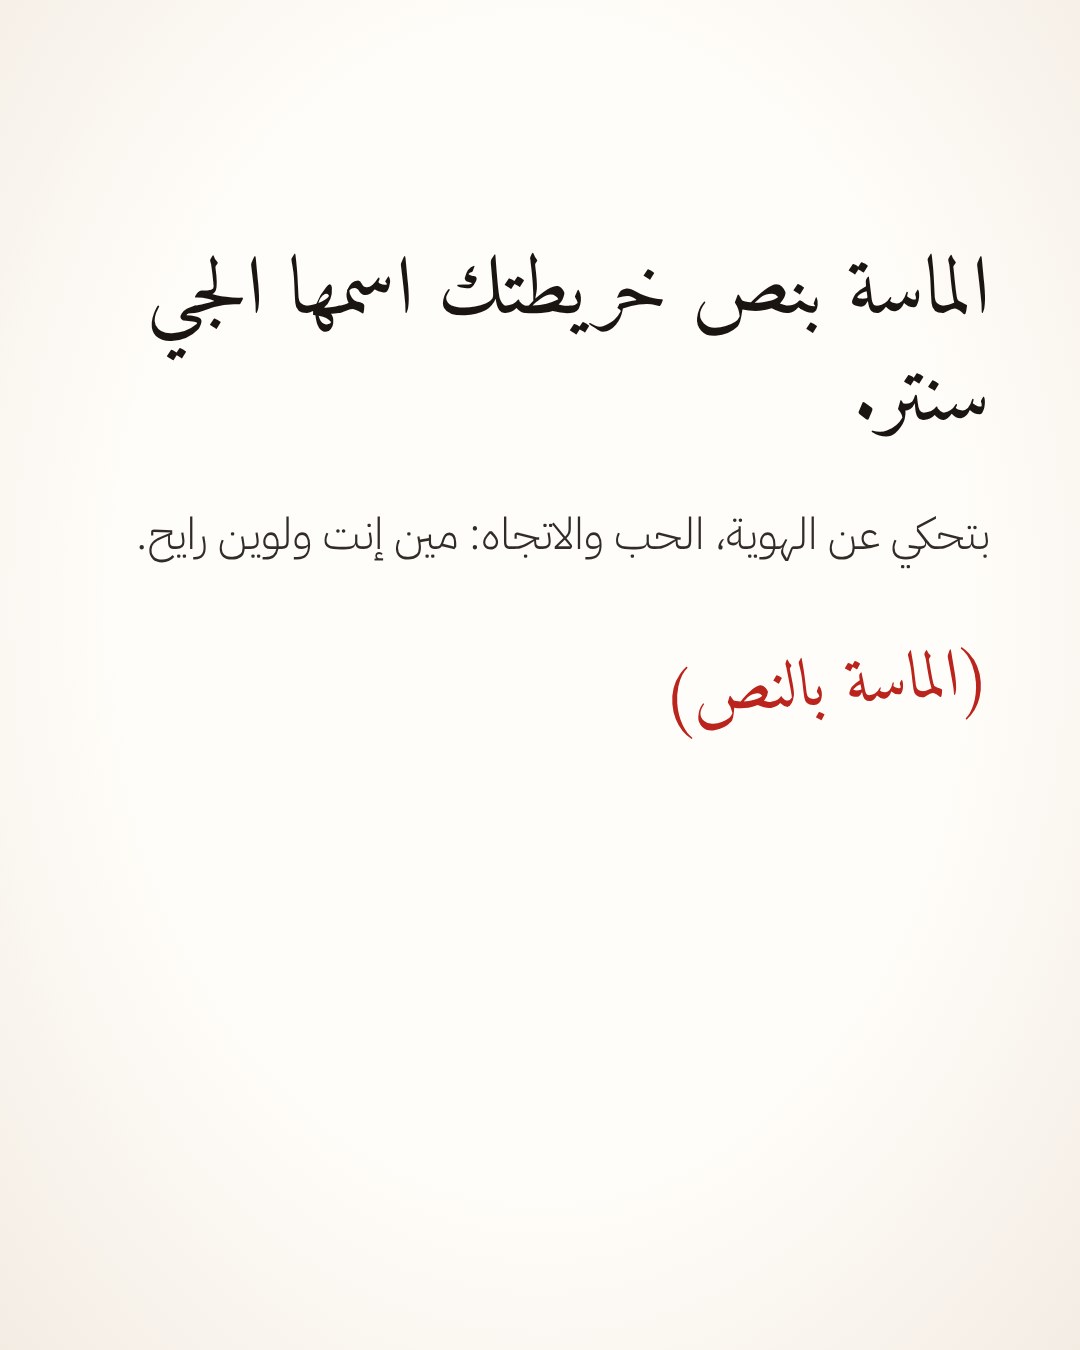 الماسة بنص خريطتك اسمها الجي
سنتر.
بتحكي عن الهوية، الحب والاتجاه: مين إنت ولوين رايح.
(الماسة بالنص)